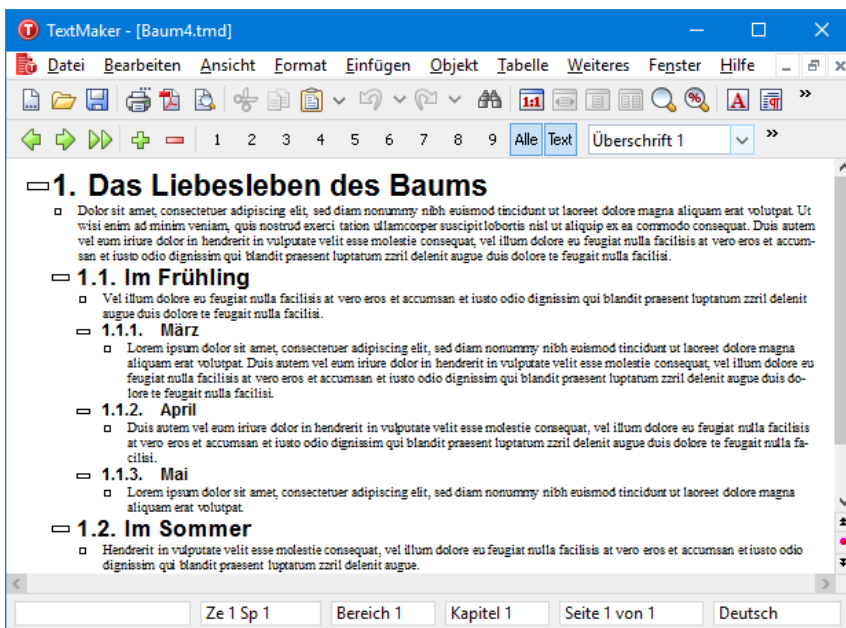 TextMaker - [Baum4.tmd]
Datei Bearbeiten Ansicht Format Einfügen Objekt Tabelle Weiteres Fenster Hilfe
1:1 % A
1 2 3 4 5 6 7 8 9 Alle Text Überschrift 1
1. Das Liebesleben des Baums
Dolor sit amet, consectetuer adipiscing elit, sed diam nonummy nibh euismod tincidunt ut laoreet dolore magna aliquam erat volutpat. Ut
wisi enim ad minim veniam, quis nostrud exerci tation ullamcorper suscipit lobortis nisl ut aliquip ex ea commodo consequat. Duis autem
vel eum iriure dolor in hendrerit in vulputate velit esse molestie consequat, vel illum dolore eu feugiat nulla facilisis at vero eros et accum-
san et iusto odio dignissim qui blandit praesent luptatum zzril delenit augue duis dolore te feugait nulla facilisi.
1.1. Im Frühling
Vel illum dolore eu feugiat nulla facilisis at vero eros et accumsan et iusto odio dignissim qui blandit praesent luptatum zzril delenit
augue duis dolore te feugait nulla facilisi.
1.1.1. März
Lorem ipsum dolor sit amet, consectetuer adipiscing elit, sed diam nonummy nibh euismod tincidunt ut laoreet dolore magna
aliquam erat volutpat. Duis autem vel eum iriure dolor in hendrerit in vulputate velit esse molestie consequat, vel illum dolore eu
feugiat nulla facilisis at vero eros et accumsan et iusto odio dignissim qui blandit praesent luptatum zzril delenit augue duis do-
lore te feugait nulla facilisi.
1.1.2. April
Duis autem vel eum iriure dolor in hendrerit in vulputate velit esse molestie consequat, vel illum dolore eu feugiat nulla facilisis
at vero eros et accumsan et iusto odio dignissim qui blandit praesent luptatum zzril delenit augue duis dolore te feugait nulla fa-
cilisi.
1.1.3. Mai
Lorem ipsum dolor sit amet, consectetuer adipiscing elit, sed diam nonummy nibh euismod tincidunt ut laoreet dolore magna
aliquam erat volutpat.
1.2. Im Sommer
Hendrerit in vulputate velit esse molestie consequat, vel illum dolore eu feugiat nulla facilisis at vero eros et accumsan et iusto odio
dignissim qui blandit praesent luptatum zzril delenit augue.
Ze 1 Sp 1 Bereich 1 Kapitel 1 Seite 1 von 1 Deutsch